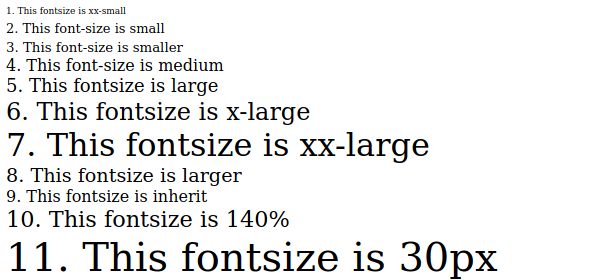 1. This fontsize is xx-small
2. This font-size is small
3. This font-size is smaller
4. This font-size is medium
5. This fontsize is large
6. This fontsize is x-large
7. This fontsize is xx-large
8. This fontsize is larger
9. This fontsize is inherit
10. This fontsize is 140%
11. This fontsize is 30px